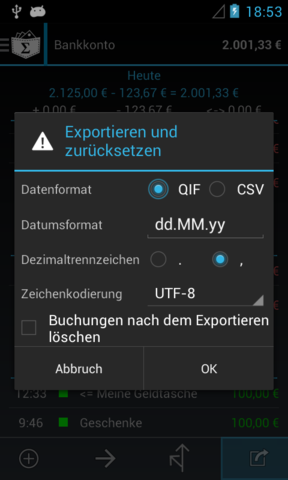 18:53
Bankkonto 2.001,33 €
Heute
2.125,00 € - 123,67 € = 2.001,33 €
+ 0,00 € - 123,67 € <-> 0,00 €
Exportieren und
zurücksetzen
Datenformat QIF CSV
Datumsformat dd.MM.yy
Dezimaltrennzeichen . ,
Zeichenkodierung UTF-8
Buchungen nach dem Exportieren
löschen
Abbruch OK
12:33 <= Meine Geldtasche 100,00 €
9:46 Geschenke 100,00 €